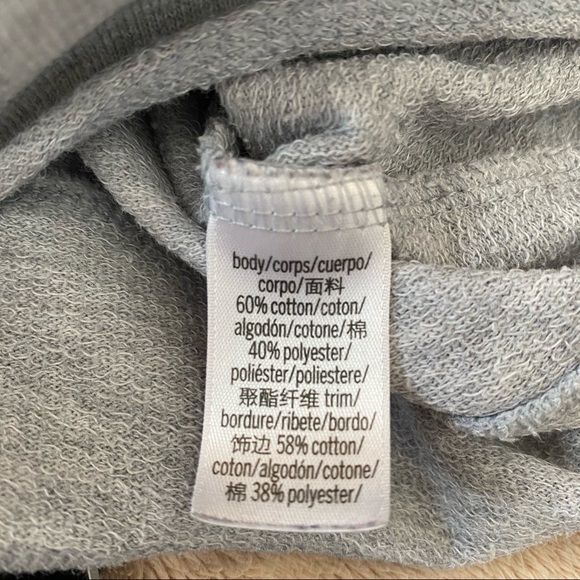 body/corps/cuerpo/
corpo/面料
60% cotton/coton/
algodón/cotone/棉
40% polyester/
poliéster/poliestere/
聚酯纤维 trim/
bordure/ribete/bordo/
饰边 58% cotton/
coton/algodón/cotone/
棉 38% polyester/